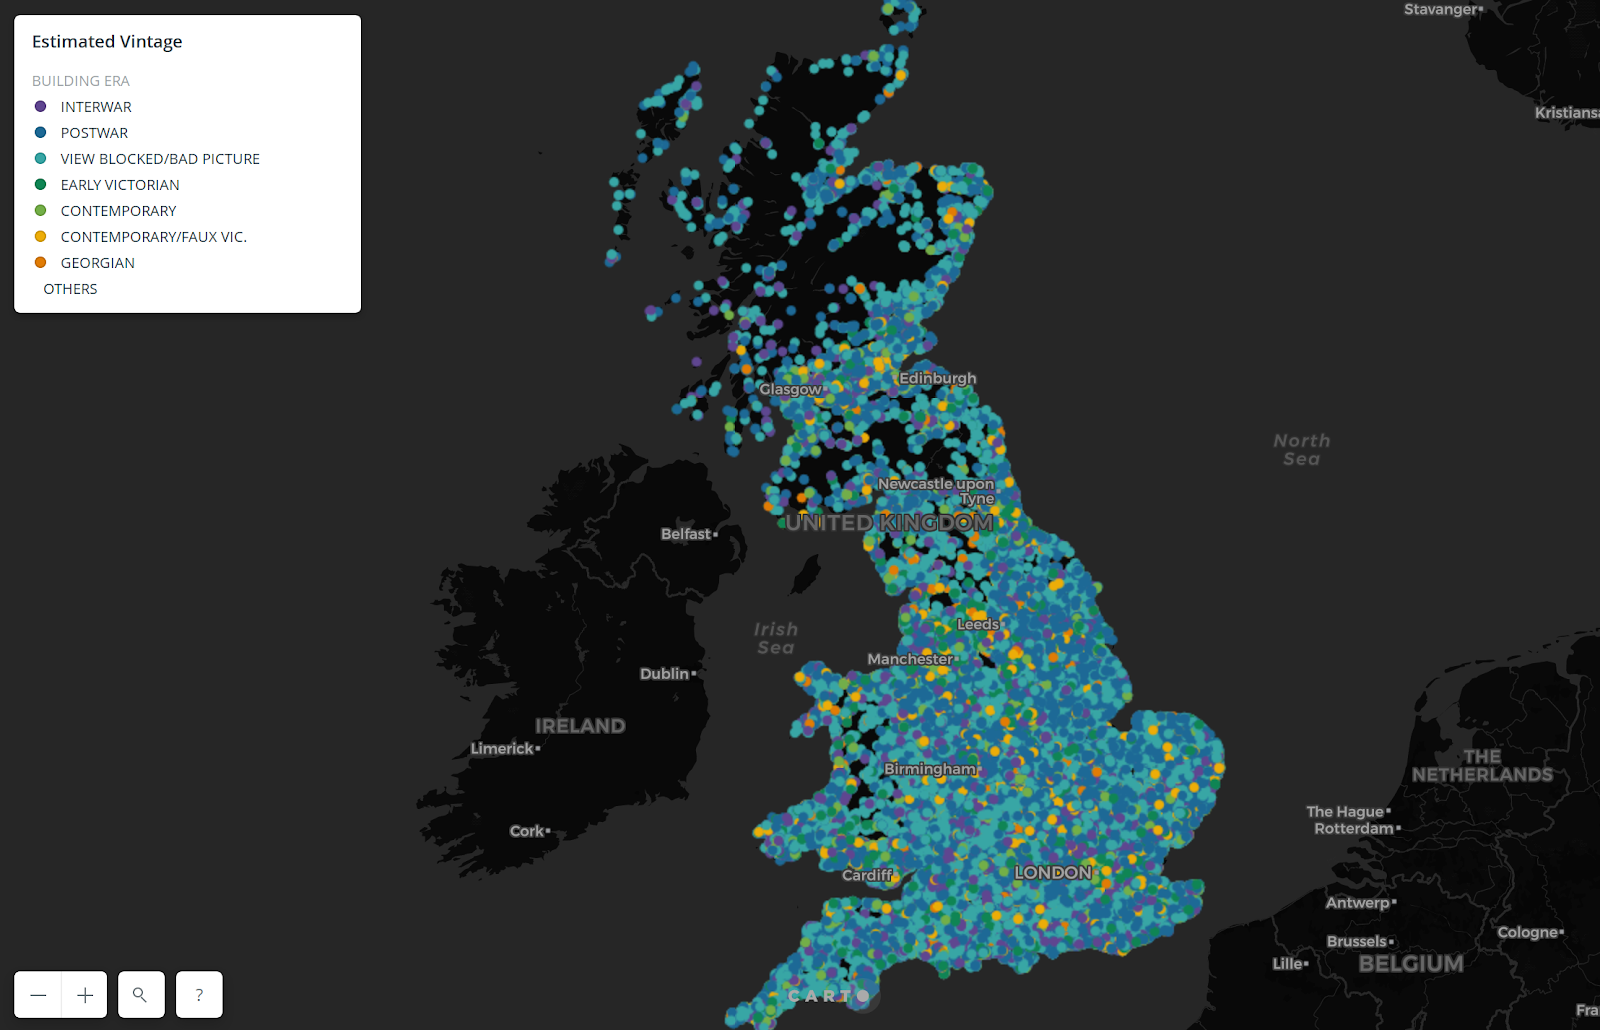 Estimated Vintage
BUILDING ERA
INTERWAR
POSTWAR
VIEW BLOCKED/BAD PICTURE
EARLY VICTORIAN
CONTEMPORARY
CONTEMPORARY/FAUX VIC.
GEORGIAN
OTHERS
Stavanger
Kristians
Glasgow
Edinburgh
North
Sea
Newcastle upon
Tyne
UNITED KINGDOM
Belfast
Irish
Sea
Leeds
Manchester
Dublin
IRELAND
Limerick
Birmingham
THE
NETHERLANDS
The Hague
Rotterdam
Cork
Cardiff
LONDON
Antwerp
Cologne
Brussels
Lille
BELGIUM
CARTO
Fra
?